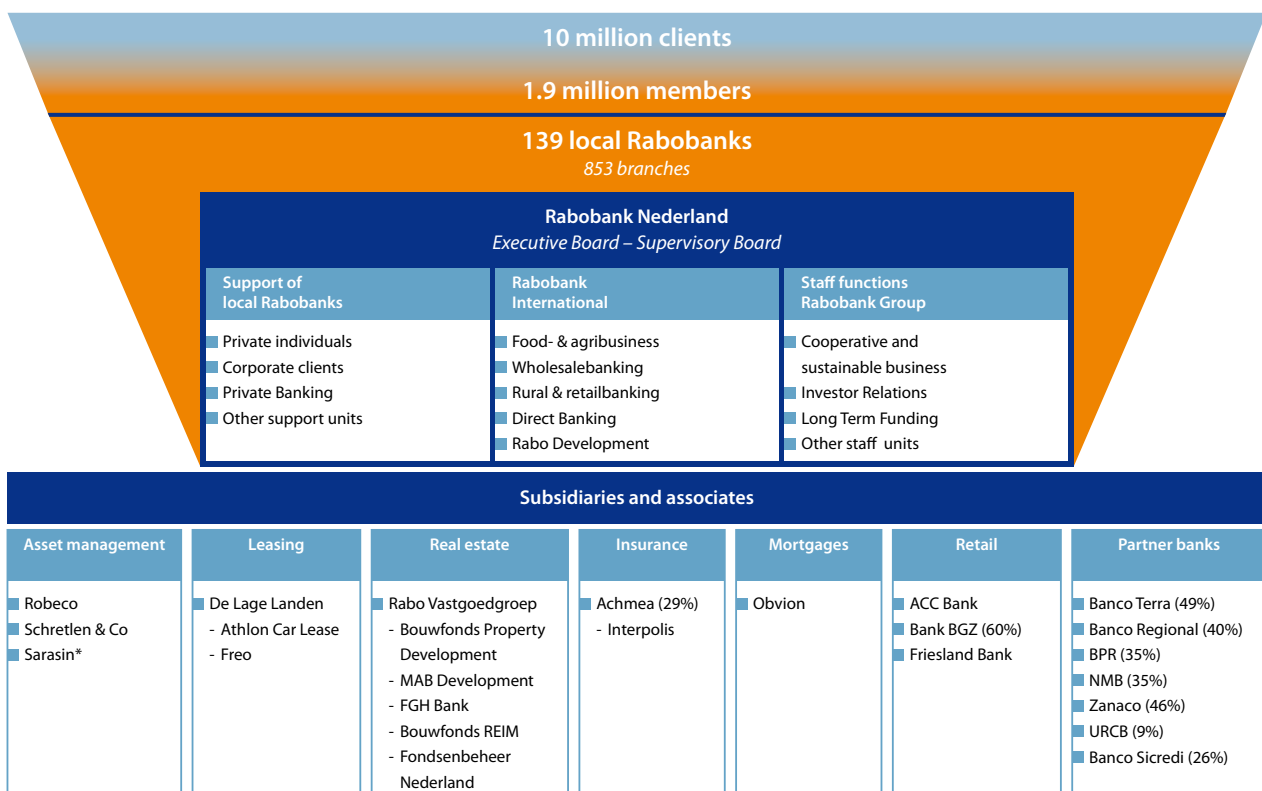 10 million clients
1.9 million members
139 local Rabobanks
853 branches
Rabobank Nederland
Executive Board – Supervisory Board
Support of
local Rabobanks
Private individuals
Corporate clients
Private Banking
Other support units
Rabobank
International
Food- & agribusiness
Wholesalebanking
Rural & retailbanking
Direct Banking
Rabo Development
Staff functions
Rabobank Group
Cooperative and
sustainable business
Investor Relations
Long Term Funding
Other staff units
Subsidiaries and associates
Asset management
Robeco
Schretlen & Co
Sarasin*
Leasing
De Lage Landen
- Athlon Car Lease
- Freo
Real estate
Rabo Vastgoedgroep
- Bouwfonds Property
Development
- MAB Development
- FGH Bank
- Bouwfonds REIM
- Fondsenbeheer
Nederland
Insurance
Achmea (29%)
- Interpolis
Mortgages
Obvion
Retail
ACC Bank
Bank BGZ (60%)
Friesland Bank
Partner banks
Banco Terra (49%)
Banco Regional (40%)
BPR (35%)
NMB (35%)
Zanaco (46%)
URCB (9%)
Banco Sicredi (26%)